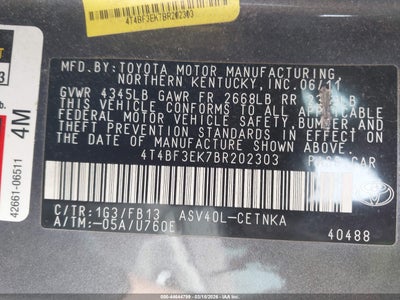 4T4BF3EK7BR202303
MFD.BY: TOYOTA MOTOR MANUFACTURING,
NORTHERN KENTUCKY, INC. 06/11
GVWR 4345LB GAWR FR 2668LB RR
THIS VEHICLE CONFORMS TO ALL APPLICABLE
FEDERAL MOTOR VEHICLE SAFETY, BUMPER, AND
THEFT PREVENTION STANDARDS IN EFFECT ON
THE DATE OF MANUFACTURE SHOWN ABOVE.
4T4BF3EK7BR202303 PASS CAR
C/TR: 1G3/FB13 ASV40L-CETNKA
A/TM: -05A/U760E
40488
4M
42661-06511